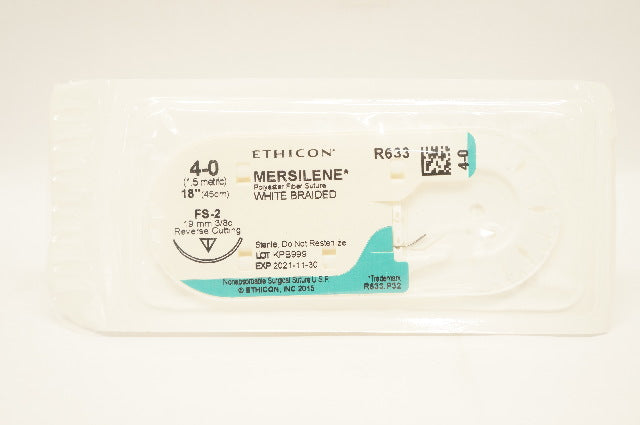 ETHICON*
R633
4-0
4-0
(1.5 metric)
18" (45cm)
MERSILENE*
Polyester Fiber Suture
WHITE BRAIDED
FS-2
19 mm 3/8c
Reverse Cutting
Sterile, Do Not Resterilize
LOT KPB999
EXP 2021-11-30
Nonabsorbable Surgical Suture U.S.P.
© ETHICON, INC 2015
*Trademark
R633.P32